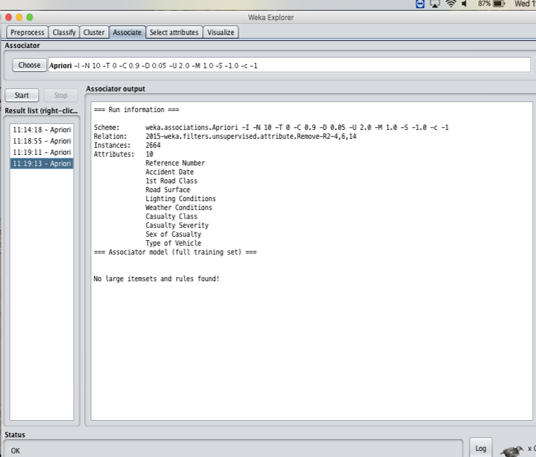 87% Wed 1
Weka Explorer
Preprocess Classify Cluster Associate Select attributes Visualize
Associator
Choose Apriori -I -N 10 -T 0 -C 0.9 -D 0.05 -U 2.0 -M 1.0 -S -1.0 -c -1
Start Stop
Result list (right-clic...
11:14:18 - Apriori
11:18:55 - Apriori
11:19:11 - Apriori
11:19:13 - Apriori
Associator output
=== Run information ===
Scheme: weka.associations.Apriori -I -N 10 -T 0 -C 0.9 -D 0.05 -U 2.0 -M 1.0 -S -1.0 -c -1
Relation: 2015-weka.filters.unsupervised.attribute.Remove-R2-4,6,14
Instances: 2664
Attributes: 10
Reference Number
Accident Date
1st Road Class
Road Surface
Lighting Conditions
Weather Conditions
Casualty Class
Casualty Severity
Sex of Casualty
Type of Vehicle
=== Associator model (full training set) ===
No large itemsets and rules found!
Status
OK
Log
x 0